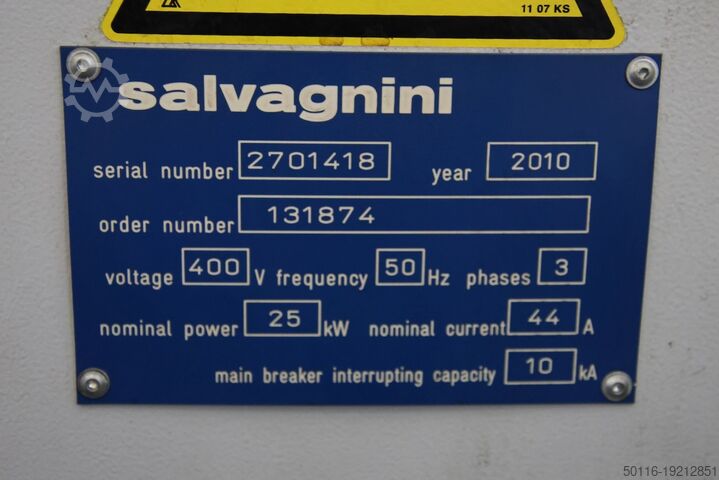 11 07 KS
salvagnini
serial number 2701418 year 2010
order number 131874
voltage 400 V frequency 50 Hz phases 3
nominal power 25 kW nominal current 44 A
main breaker interrupting capacity 10 kA
50116-19212851